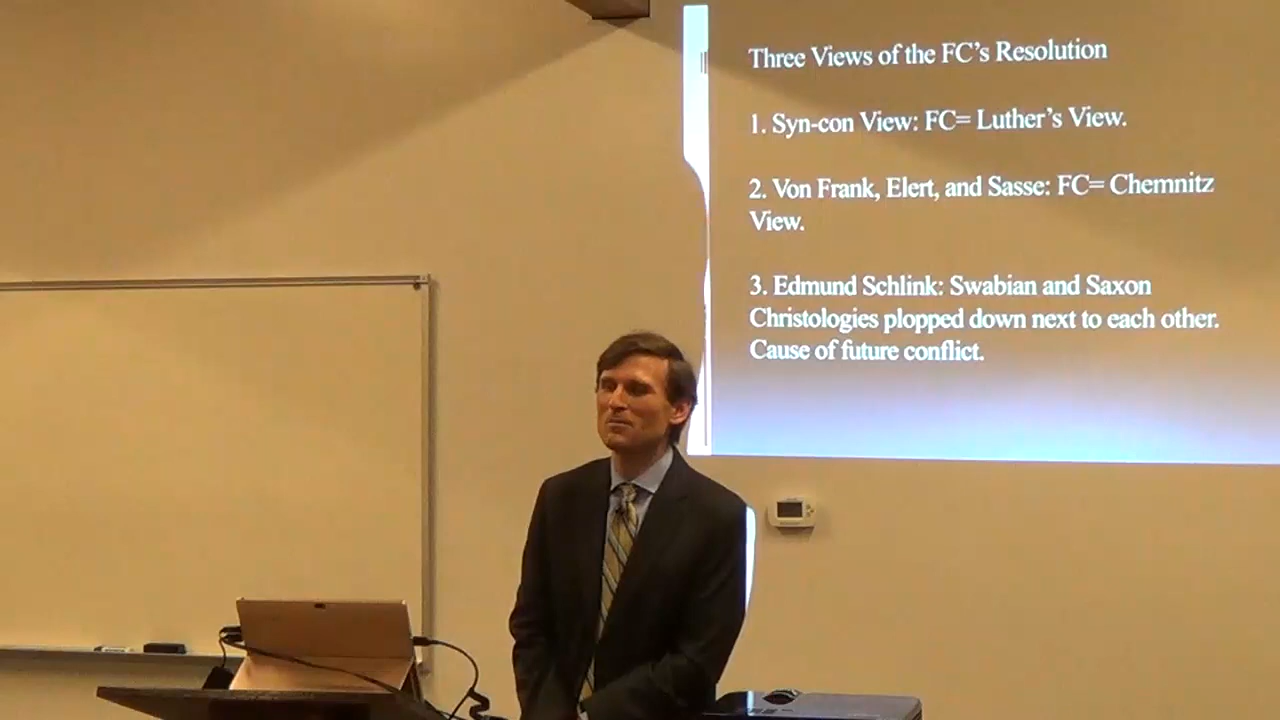 Three Views of the FC’s Resolution
1. Syn-con View: FC= Luther’s View.
2. Von Frank, Elert, and Sasse: FC= Chemnitz
View.
3. Edmund Schlink: Swabian and Saxon
Christologies plopped down next to each other.
Cause of future conflict.